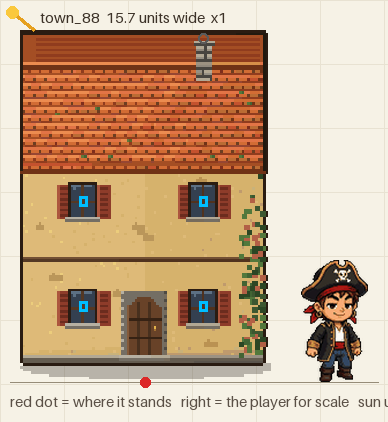 town_88  15.7 units wide  x1
red dot = where it stands   right = the player for scale   sun